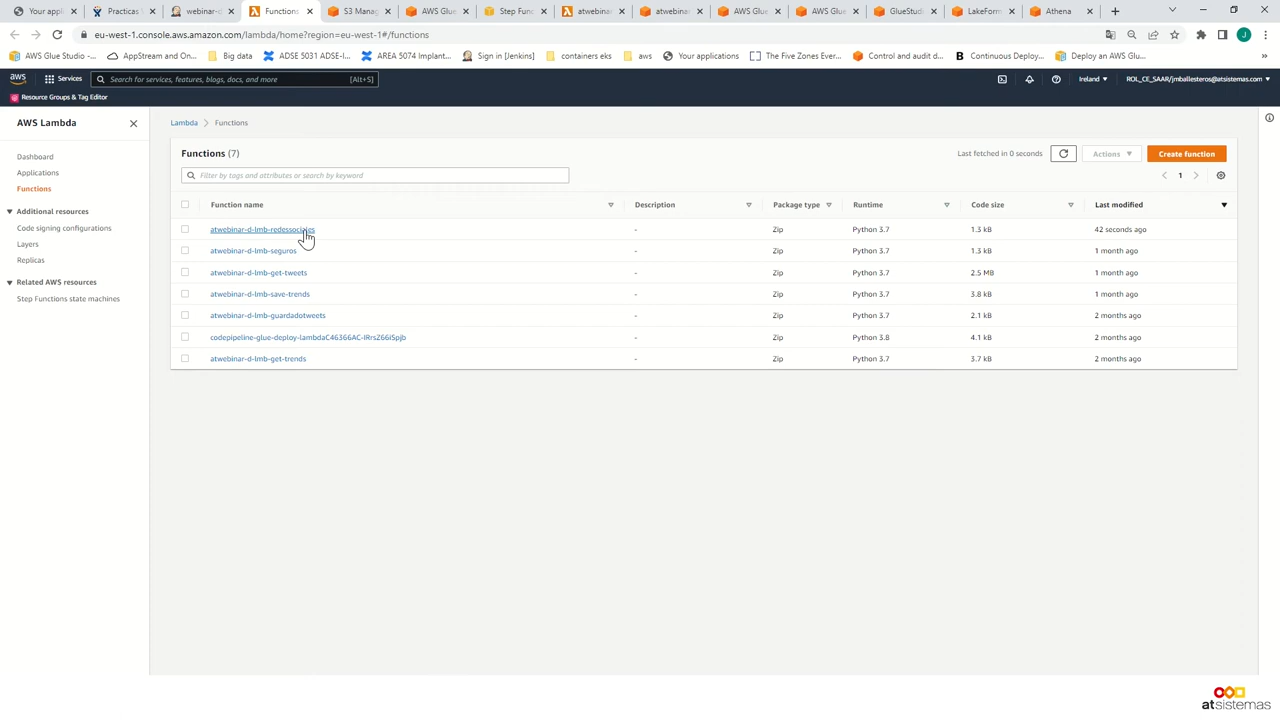 Your appl
Practicas
webinar-d
Functions
S3 Manag
AWS Glue
Step Func
atwebinar
atwebinar
AWS Glue
AWS Glue
GlueStudi
LakeForm
Athena
eu-west-1.console.aws.amazon.com/lambda/home?region=eu-west-1#/functions
AWS Glue Studio -...
AppStream and On...
Big data
ADSE 5031 ADSE-I...
AREA 5074 Implant...
Sign in [Jenkins]
containers eks
aws
Your applications
The Five Zones Ever...
Control and audit d...
Continuous Deploy...
Deploy an AWS Glu...
aws
Services
Search for services, features, blogs, docs, and more
[Alt+S]
Ireland
ROL_CE_SAAR/jmballesteros@atsistemas.com
Resource Groups & Tag Editor
AWS Lambda
Dashboard
Applications
Functions
Additional resources
Code signing configurations
Layers
Replicas
Related AWS resources
Step Functions state machines
Lambda > Functions
Functions (7)
Last fetched in 0 seconds
Actions
Create function
Filter by tags and attributes or search by keyword
1
Function name Description Package type Runtime Code size Last modified
atwebinar-d-lmb-redessociales - Zip Python 3.7 1.3 kB 42 seconds ago
atwebinar-d-lmb-seguros - Zip Python 3.7 1.3 kB 1 month ago
atwebinar-d-lmb-get-tweets - Zip Python 3.7 2.5 MB 1 month ago
atwebinar-d-lmb-save-trends - Zip Python 3.7 3.8 kB 1 month ago
atwebinar-d-lmb-guardadotweets - Zip Python 3.7 2.1 kB 2 months ago
codepipeline-glue-deploy-lambdaC46366AC-IRrsZ66i5pjb - Zip Python 3.8 4.1 kB 2 months ago
atwebinar-d-lmb-get-trends - Zip Python 3.7 3.7 kB 2 months ago
atsistemas